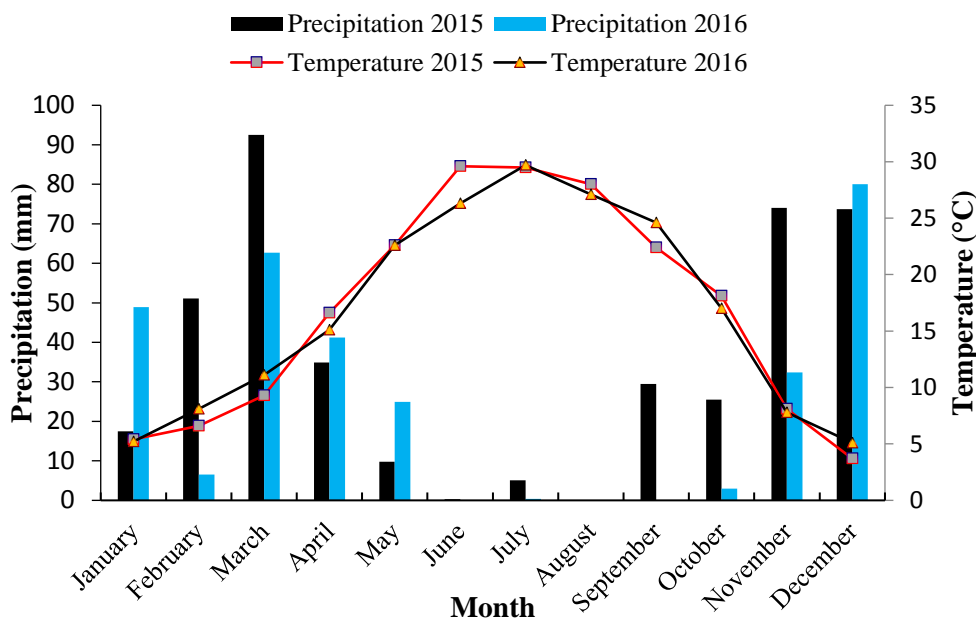 Precipitation 2015 Precipitation 2016
Temperature 2015 Temperature 2016
Precipitation (mm)
100
90
80
70
60
50
40
30
20
10
0
35
30
25
20
15
10
5
0
Temperature (°C)
January
February
March
April
May
June
July
August
September
October
November
December
Month